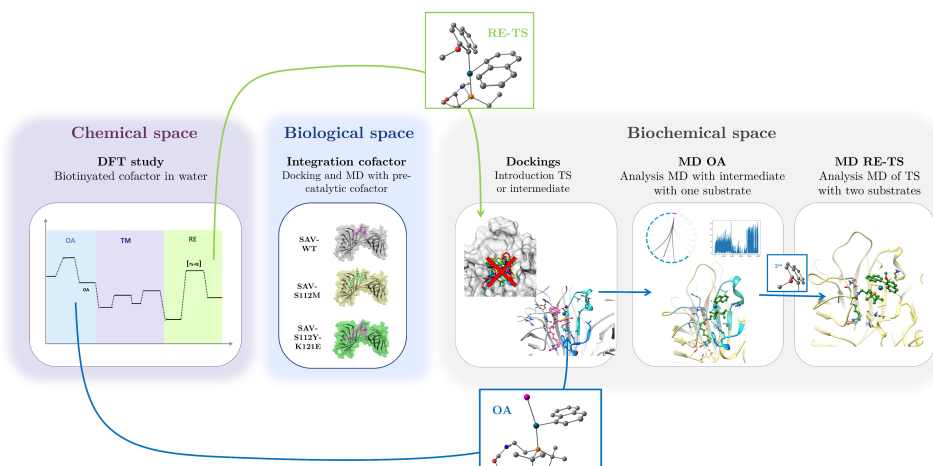 RE-TS
Chemical space
Biological space
Biochemical space
DFT study
Biotinyated cofactor in water
Integration cofactor
Docking and MD with pre-
catalytic cofactor
Dockings
Introduction TS
or intermediate
MD OA
Analysis MD with intermediate
with one substrate
MD RE-TS
Analysis MD of TS
with two substrates
OA
TM
RE
[TS-RE]
OA
SAV-
WT
SAV-
S112M
SAV-
S112Y-
K121E
2nd
OA